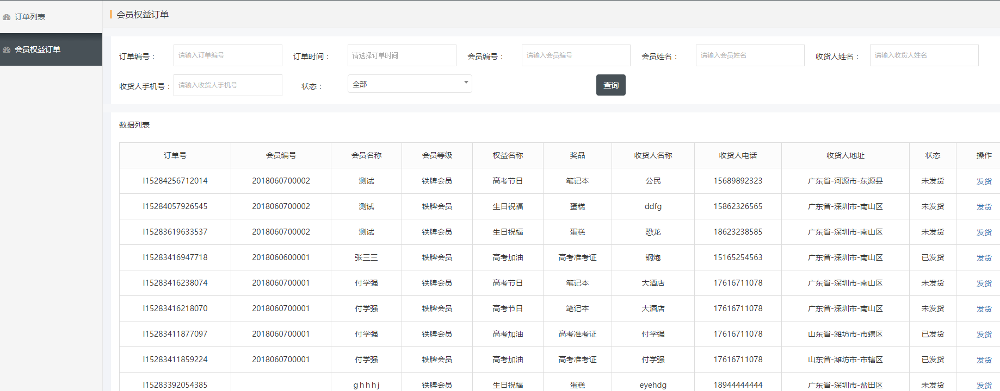 订单列表
会员权益订单
会员权益订单
订单编号： 请输入订单编号 订单时间： 请选择订单时间 会员编号： 请输入会员编号 会员姓名： 请输入会员姓名 收货人姓名： 请输入收货人姓名
收货人手机号： 请输入收货人手机号 状态： 全部 查询
数据列表
订单号 会员编号 会员名称 会员等级 权益名称 奖品 收货人名称 收货人电话 收货人地址 状态 操作
I15284256712014 2018060700002 测试 铁牌会员 高考节日 笔记本 公民 15689892323 广东省-河源市-东源县 未发货 发货
I15284057926545 2018060700002 测试 铁牌会员 生日祝福 蛋糕 ddfg 15862326565 广东省-深圳市-南山区 未发货 发货
I15283619633537 2018060700002 测试 铁牌会员 生日祝福 蛋糕 恐龙 18623238585 广东省-深圳市-南山区 未发货 发货
I15283416947718 2018060600001 张三三 铁牌会员 高考加油 高考准考证 钢炮 15165254563 广东省-深圳市-南山区 已发货 发货
I15283416238074 2018060700001 付学强 铁牌会员 高考节日 笔记本 大酒店 17616711078 广东省-深圳市-南山区 未发货 发货
I15283416218070 2018060700001 付学强 铁牌会员 高考节日 笔记本 大酒店 17616711078 广东省-深圳市-南山区 未发货 发货
I15283411877097 2018060700001 付学强 铁牌会员 高考加油 高考准考证 付学强 17616711078 山东省-潍坊市-市辖区 已发货 发货
I15283411859224 2018060700001 付学强 铁牌会员 高考加油 高考准考证 付学强 17616711078 山东省-潍坊市-市辖区 已发货 发货
I15283392054385 ghhhj 铁牌会员 生日祝福 蛋糕 eyehdg 18944444444 广东省-深圳市-盐田区 未发货 发货